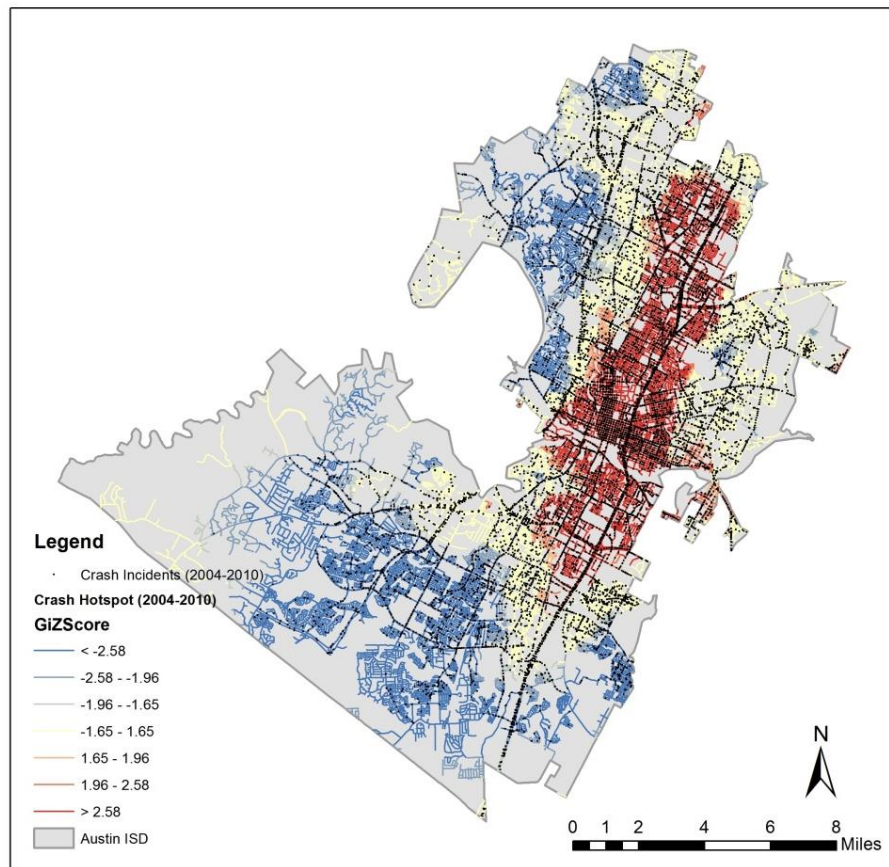 Legend
Crash Incidents (2004-2010)
Crash Hotspot (2004-2010)
GiZScore
< -2.58
-2.58 - -1.96
-1.96 - -1.65
-1.65 - 1.65
1.65 - 1.96
1.96 - 2.58
> 2.58
Austin ISD
N
0 1 2 4 6 8
Miles